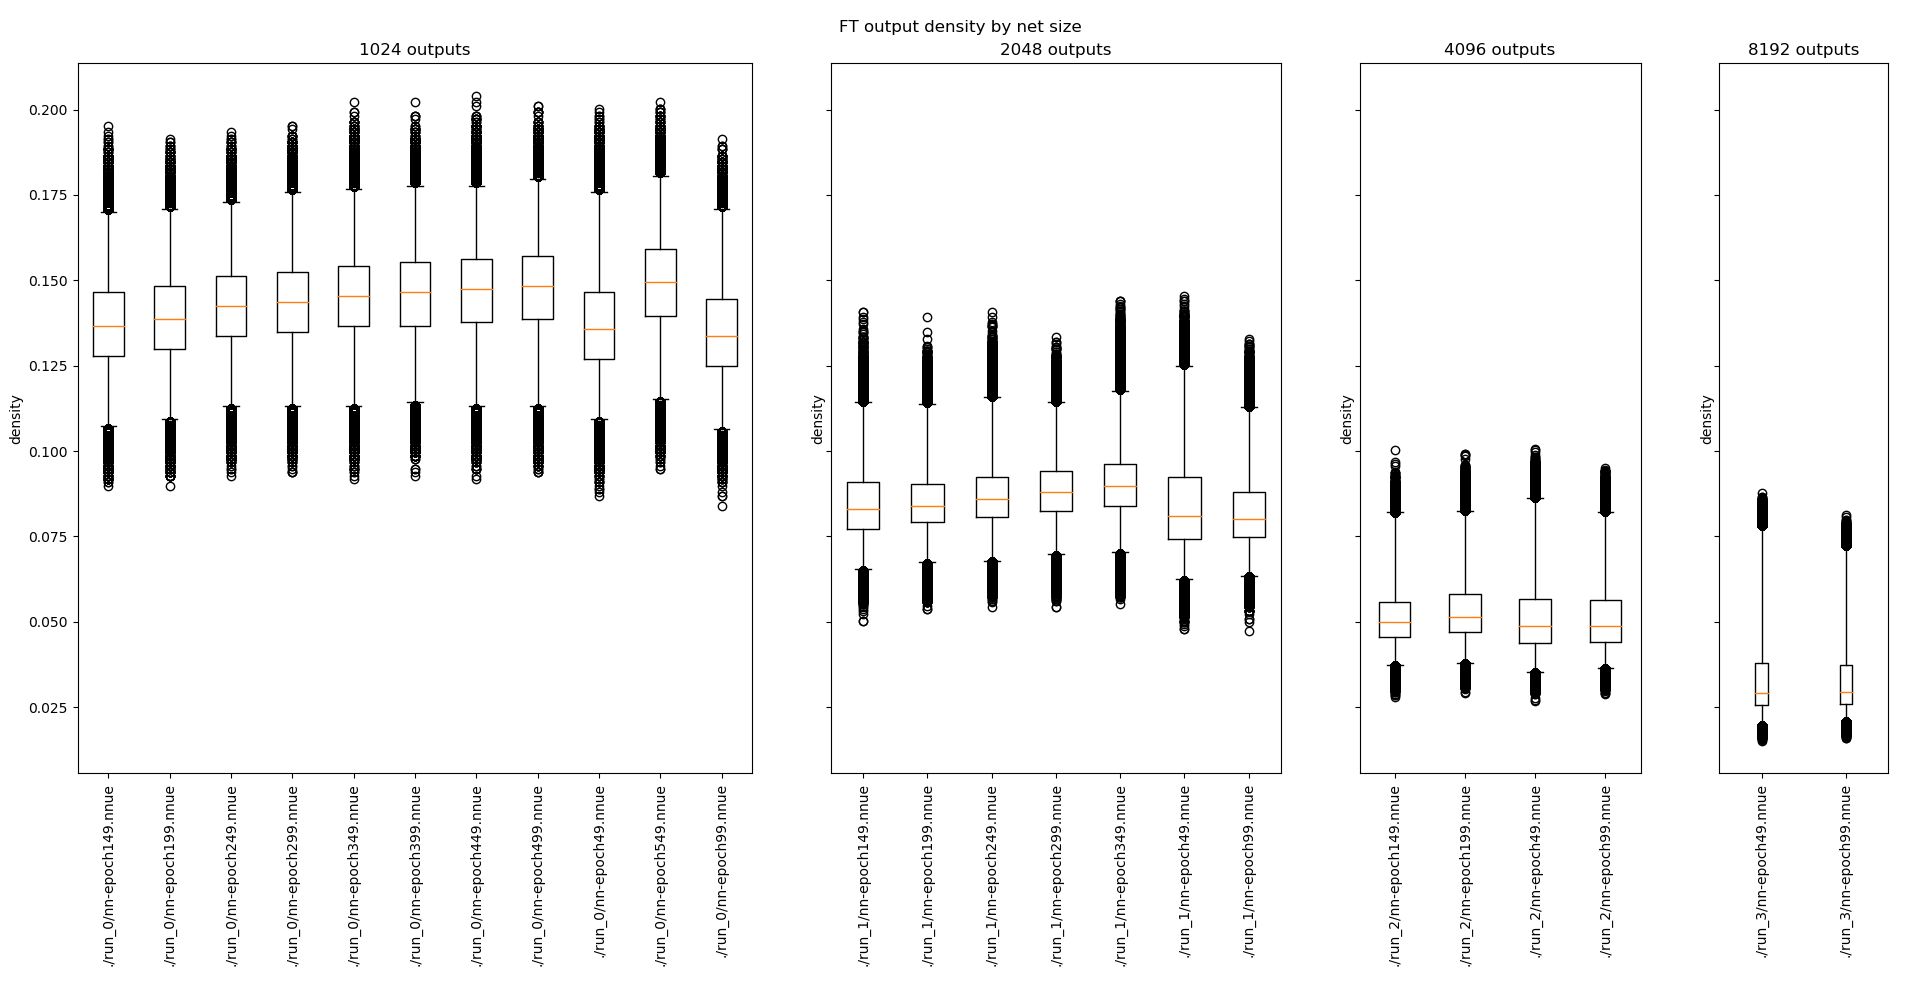 FT output density by net size
1024 outputs
2048 outputs
4096 outputs
8192 outputs
density
0.200
0.175
0.150
0.125
0.100
0.075
0.050
0.025
./run_0/nn-epoch149.nnue
./run_0/nn-epoch199.nnue
./run_0/nn-epoch249.nnue
./run_0/nn-epoch299.nnue
./run_0/nn-epoch349.nnue
./run_0/nn-epoch399.nnue
./run_0/nn-epoch449.nnue
./run_0/nn-epoch499.nnue
./run_0/nn-epoch49.nnue
./run_0/nn-epoch549.nnue
./run_0/nn-epoch99.nnue
density
./run_1/nn-epoch149.nnue
./run_1/nn-epoch199.nnue
./run_1/nn-epoch249.nnue
./run_1/nn-epoch299.nnue
./run_1/nn-epoch349.nnue
./run_1/nn-epoch49.nnue
./run_1/nn-epoch99.nnue
density
./run_2/nn-epoch149.nnue
./run_2/nn-epoch199.nnue
./run_2/nn-epoch49.nnue
./run_2/nn-epoch99.nnue
density
./run_3/nn-epoch49.nnue
./run_3/nn-epoch99.nnue